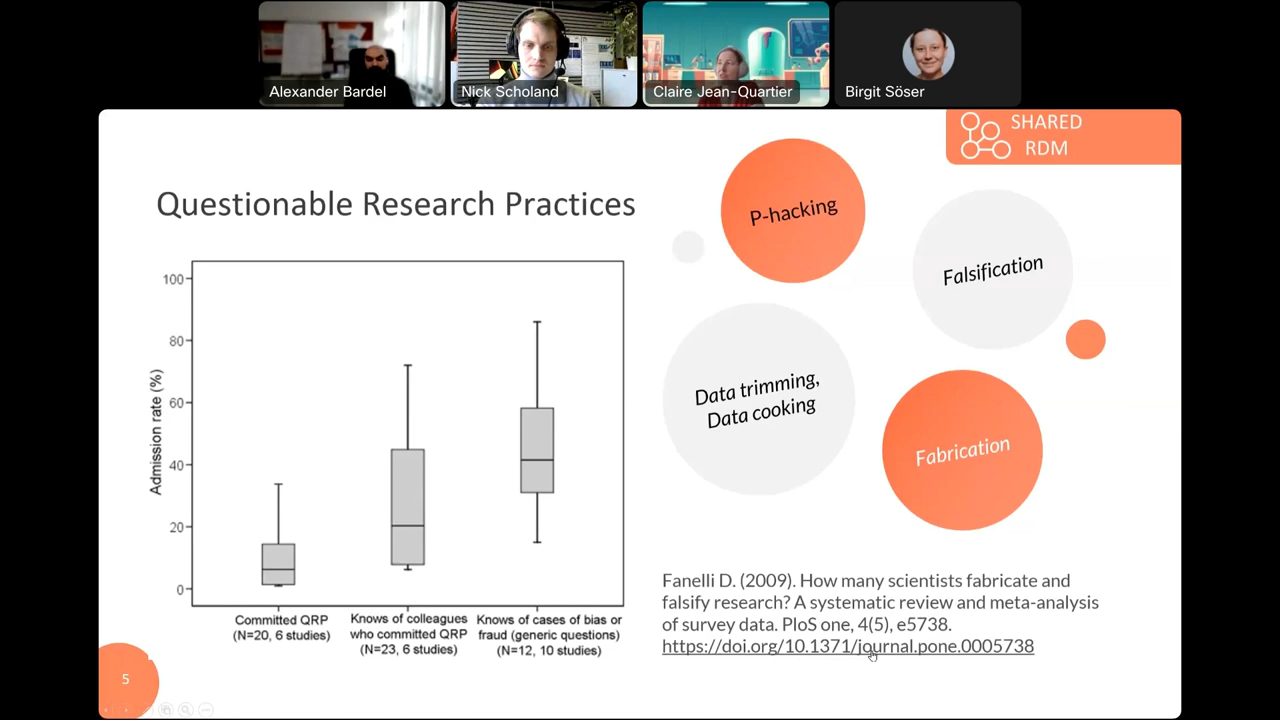 Alexander Bardel
Nick Scholand
Claire Jean-Quartier
Birgit Söser
SHARED
RDM
Questionable Research Practices
P-hacking
Falsification
Data trimming,
Data cooking
Fabrication
Admission rate (%)
100
80
60
40
20
0
Committed QRP
(N=20, 6 studies)
Knows of colleagues
who committed QRP
(N=23, 6 studies)
Knows of cases of bias or
fraud (generic questions)
(N=12, 10 studies)
Fanelli D. (2009). How many scientists fabricate and
falsify research? A systematic review and meta-analysis
of survey data. PloS one, 4(5), e5738.
https://doi.org/10.1371/journal.pone.0005738
5